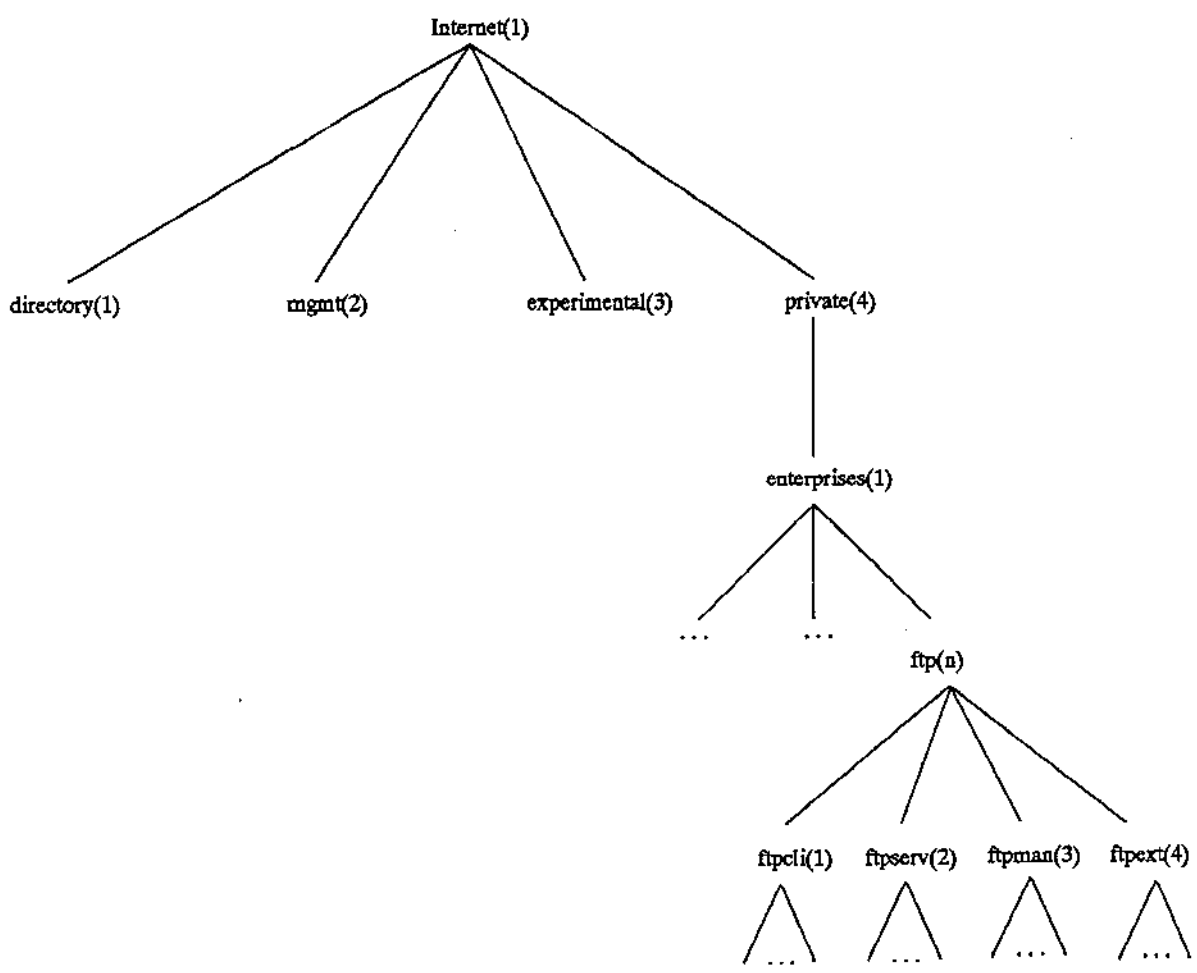 Internet(1)
directory(1) mgmt(2) experimental(3) private(4)
enterprises(1)
... ...
ftp(n)
ftpcli(1) ftpserv(2) ftpman(3) ftpext(4)
... ... ... ...